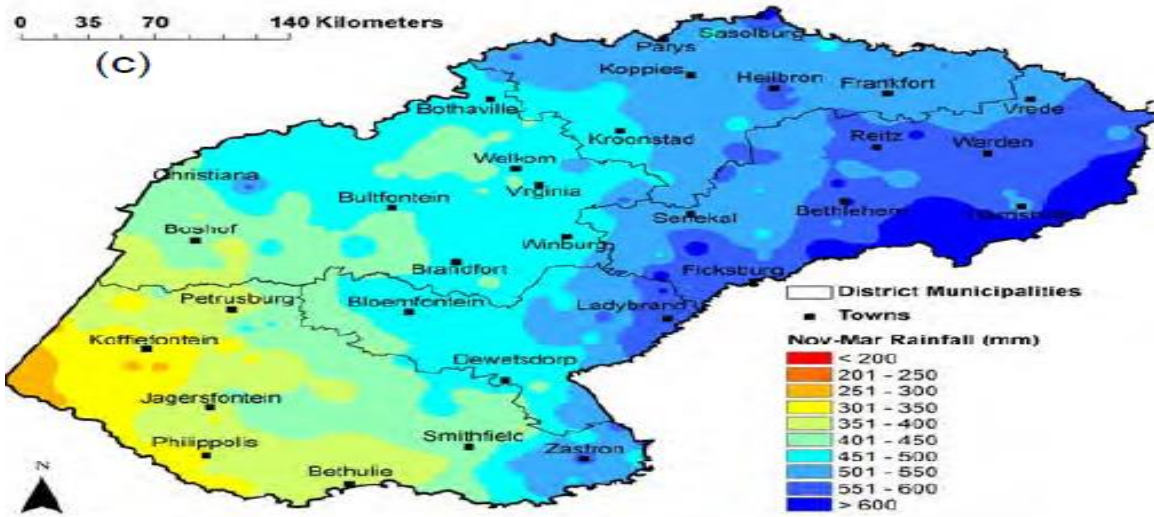 0 35 70 140 Kilometers
(c)
Sasolburg
Parys
Koppies
Heilbron
Frankfort
Vrede
Bothaville
Kroonstad
Reitz
Warden
Welkom
Christiana
Virginia
Bultfontein
Senekal
Bethlehem
Boshof
Winburg
Brandfort
Ficksburg
Petrusburg
Bloemfontein
Ladybrand
Koffiefontein
Dewetsdorp
Jagersfontein
Philippolis
Smithfield
Zastron
Bethulie
N
District Municipalities
Towns
Nov-Mar Rainfall (mm)
< 200
201 - 250
251 - 300
301 - 350
351 - 400
401 - 450
451 - 500
501 - 550
551 - 600
> 600